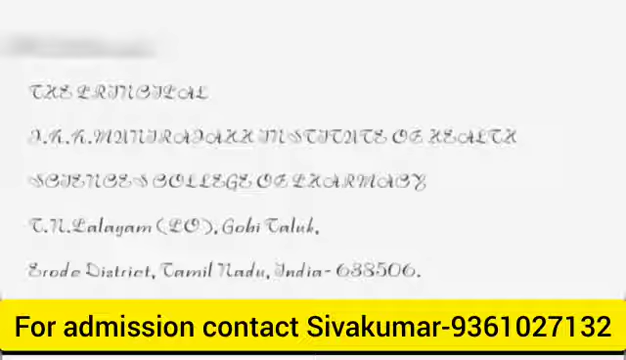 THE PRINCIPAL
J.K.K.MUNIRAJAHH INSTITUTE OF HEALTH
SCIENCES COLLEGE OF PHARMACY
T.N.Palayam (PO), Gobi Taluk,
Erode District, Tamil Nadu, India- 638506.
For admission contact Sivakumar-9361027132